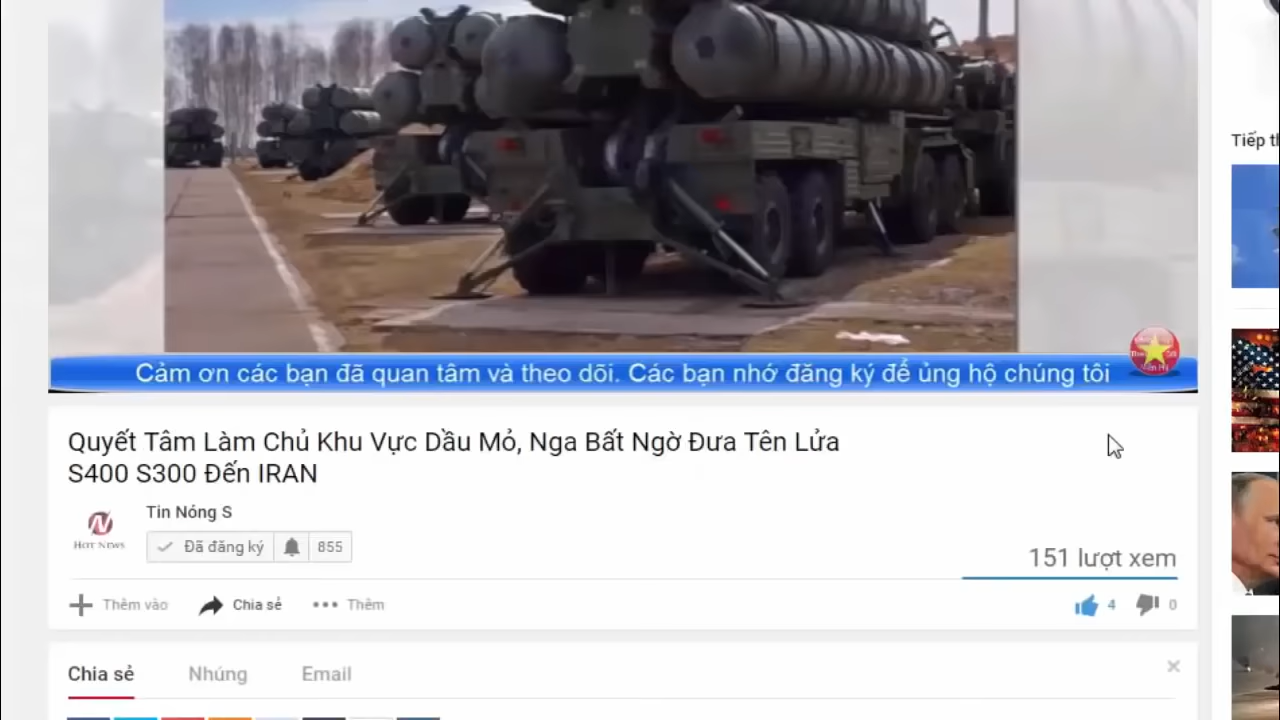 Tiếp th
Cảm ơn các bạn đã quan tâm và theo dõi. Các bạn nhớ đăng ký để ủng hộ chúng tôi
Quyết Tâm Làm Chủ Khu Vực Dầu Mỏ, Nga Bất Ngờ Đưa Tên Lửa
S400 S300 Đến IRAN
Tin Nóng S
N
HOT NEWS
Đã đăng ký 855
151 lượt xem
Thêm vào Chia sẻ Thêm 4 0
Chia sẻ Nhúng Email